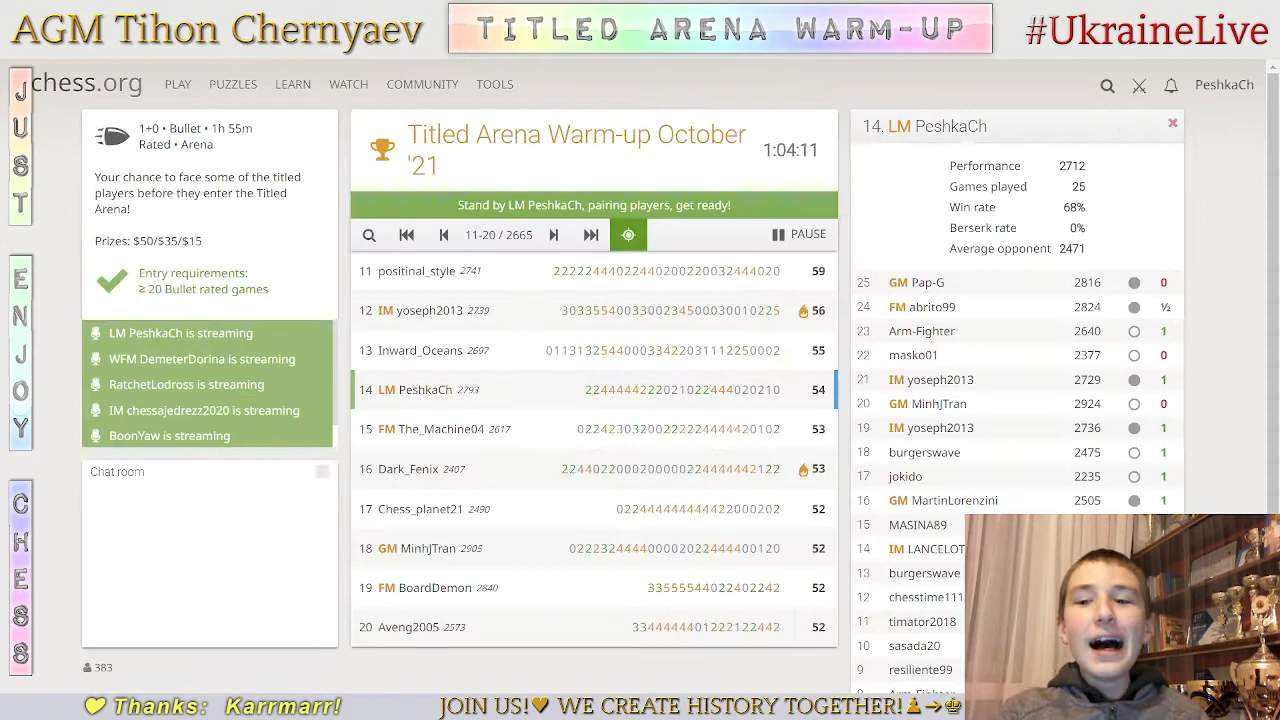 AGM Tihon Chernyaev
TITLED ARENA WARM-UP
#UkraineLive
JUST
ENJOY
CHESS
chess.org
PLAY PUZZLES LEARN WATCH COMMUNITY TOOLS
PeshkaCh
1+0 • Bullet • 1h 55m
Rated • Arena
Your chance to face some of the titled
players before they enter the Titled
Arena!
Prizes: $50/$35/$15
Entry requirements:
≥ 20 Bullet rated games
LM PeshkaCh is streaming
WFM DemeterDorina is streaming
RatchetLodross is streaming
IM chessajedrezz2020 is streaming
BoonYaw is streaming
Chat room
383
Titled Arena Warm-up October
'21
1:04:11
Stand by LM PeshkaCh, pairing players, get ready!
11-20 / 2665
PAUSE
11 positinal_style 2741 22222444022440200220032444020 59
12 IM yoseph2013 2739 303355400330023450003001022​5 56
13 Inward_Oceans 2697 011313254400033422031112250002 55
14 LM PeshkaCh 2793 2244444222021022444020210 54
15 FM The_Machine04 2617 022423032002222244444201​02 53
16 Dark_Fenix 2407 2244022000200000224444442122 53
17 Chess_planet21 2490 022444444444422000202 52
18 GM MinhJTran 2905 02223244440000202244440​0120 52
19 FM BoardDemon 2840 33555544022402242 52
20 Aveng2005 2573 3344444401222122442 52
14. LM PeshkaCh
Performance 2712
Games played 25
Win rate 68%
Berserk rate 0%
Average opponent 2471
25 GM Pap-G 2816 0
24 FM abrito99 2824 ½
23 Arm-Fighter 2640 1
22 masko01 2377 0
21 IM yoseph2013 2729 1
20 GM MinhJTran 2924 0
19 IM yoseph2013 2736 1
18 burgerswave 2475 1
17 jokido 2235 1
16 GM MartinLorenzini 2505 1
15 MASINA89
14 IM LANCELOT
13 burgerswave
12 chesstime111
11 timator2018
10 sasada20
9 resiliente99
Thanks: Karrmarr!
JOIN US! WE CREATE HISTORY TOGETHER!